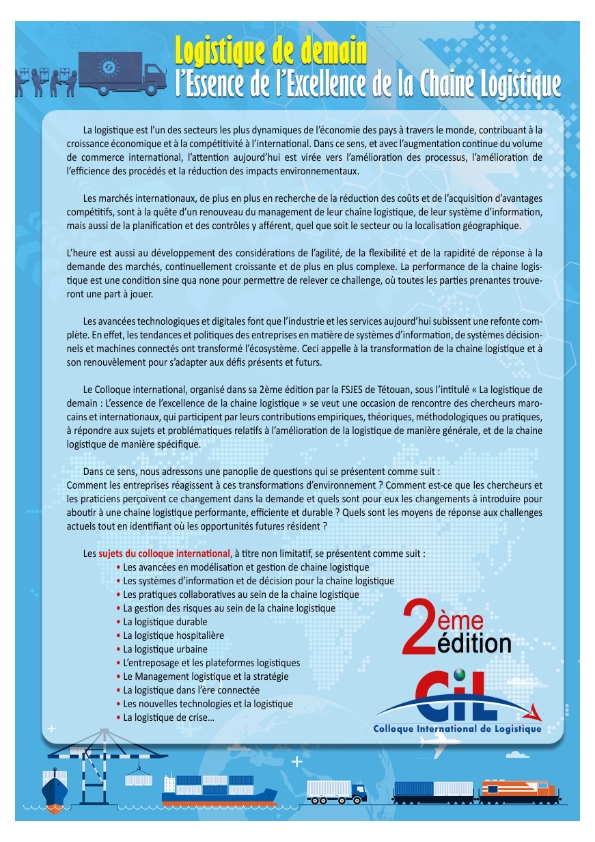 Logistique de demain
l'Essence de l'Excellence de la Chaine Logistique
La logistique est l'un des secteurs les plus dynamiques de l'économie des pays à travers le monde, contribuant à la
croissance économique et à la compétitivité à l'international. Dans ce sens, et avec l'augmentation continue du volume
de commerce international, l'attention aujourd'hui est virée vers l'amélioration des processus, l'amélioration de
l'efficience des procédés et la réduction des impacts environnementaux.
Les marchés internationaux, de plus en plus en recherche de la réduction des coûts et de l'acquisition d'avantages
compétitifs, sont à la quête d'un renouveau du management de leur chaîne logistique, de leur système d'information,
mais aussi de la planification et des contrôles y afférent, quel que soit le secteur ou la localisation géographique.
L'heure est aussi au développement des considérations de l'agilité, de la flexibilité et de la rapidité de réponse à la
demande des marchés, continuellement croissante et de plus en plus complexe. La performance de la chaine logis-
tique est une condition sine qua none pour permettre de relever ce challenge, où toutes les parties prenantes trouve-
ront une part à jouer.
Les avancées technologiques et digitales font que l'industrie et les services aujourd'hui subissent une refonte com-
plète. En effet, les tendances et politiques des entreprises en matière de systèmes d'information, de systèmes décision-
nels et machines connectés ont transformé l'écosystème. Ceci appelle à la transformation de la chaine logistique et à
son renouvèlement pour s'adapter aux défis présents et futurs.
Le Colloque international, organisé dans sa 2ème édition par la FSJES de Tétouan, sous l'intitulé « La logistique de
demain : L'essence de l'excellence de la chaine logistique » se veut une occasion de rencontre des chercheurs maro-
cains et internationaux, qui participent par leurs contributions empiriques, théoriques, méthodologiques ou pratiques,
à répondre aux sujets et problématiques relatifs à l'amélioration de la logistique de manière générale, et de la chaine
logistique de manière spécifique.
Dans ce sens, nous adressons une panoplie de questions qui se présentent comme suit :
Comment les entreprises réagissent à ces transformations d'environnement ? Comment est-ce que les chercheurs et
les praticiens perçoivent ce changement dans la demande et quels sont pour eux les changements à introduire pour
aboutir à une chaine logistique performante, efficiente et durable ? Quels sont les moyens de réponse aux challenges
actuels tout en identifiant où les opportunités futures résident ?
Les sujets du colloque international, à titre non limitatif, se présentent comme suit :
• Les avancées en modélisation et gestion de chaine logistique
• Les systèmes d'information et de décision pour la chaine logistique
• Les pratiques collaboratives au sein de la chaine logistique
• La gestion des risques au sein de la chaine logistique
• La logistique durable
• La logistique hospitalière
• La logistique urbaine
• L'entreposage et les plateformes logistiques
• Le Management logistique et la stratégie
• La logistique dans l'ère connectée
• Les nouvelles technologies et la logistique
• La logistique de crise...
2ème
édition
CiL
Colloque International de Logistique